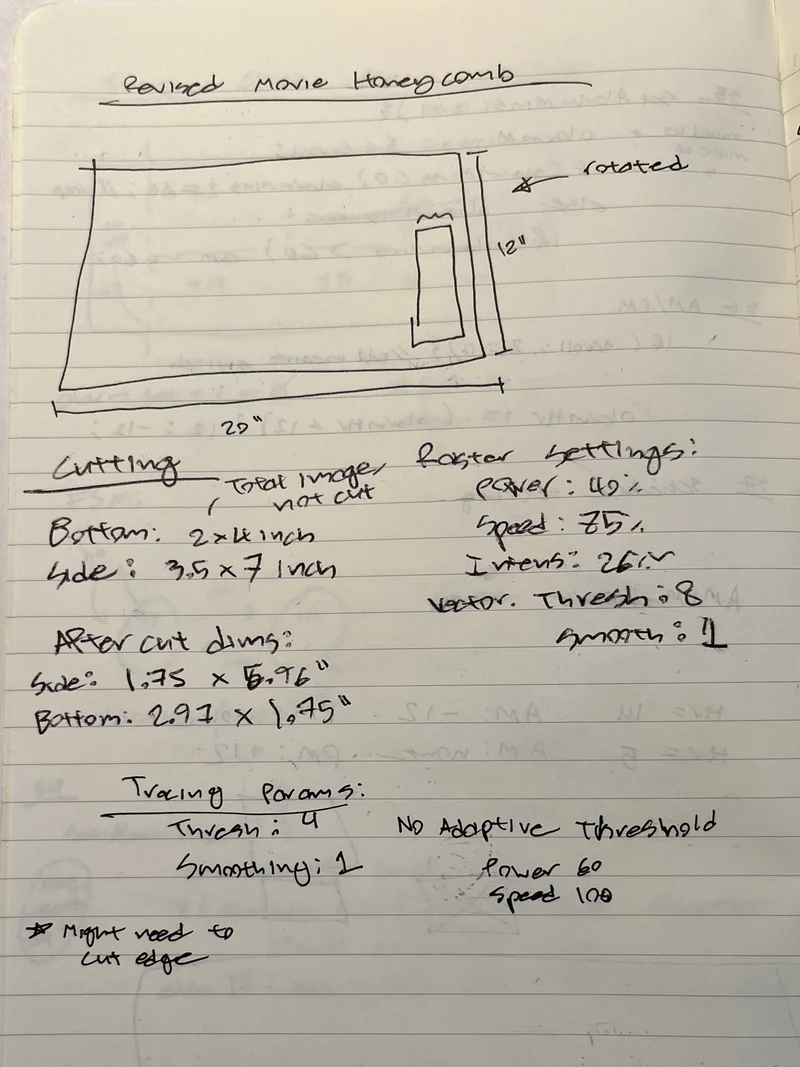 Revised Movie Honeycomb
rotated
12"
20"
Cutting
Total image,
not cut
Bottom: 2x4 inch
Side: 3.5 x 7 inch
After cut dims:
Side: 1.75 x 5.96"
Bottom: 2.97 x 1.75"
Raster settings:
Power: 40%
Speed: 75%
Intens: 26%
Vector. Thresh: 8
smooth: 1
Tracing Params:
Thresh: 4
Smoothing: 1
No Adaptive Threshold
Power 60
Speed 100
* Might need to
cut edge